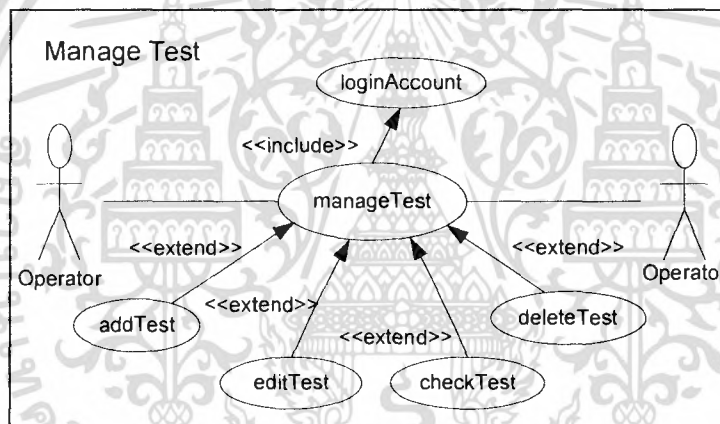 Manage Test
loginAccount
<<include>>
manageTest
<<extend>>
<<extend>>
Operator
Operator
<<extend>>
addTest
deleteTest
<<extend>>
editTest
checkTest